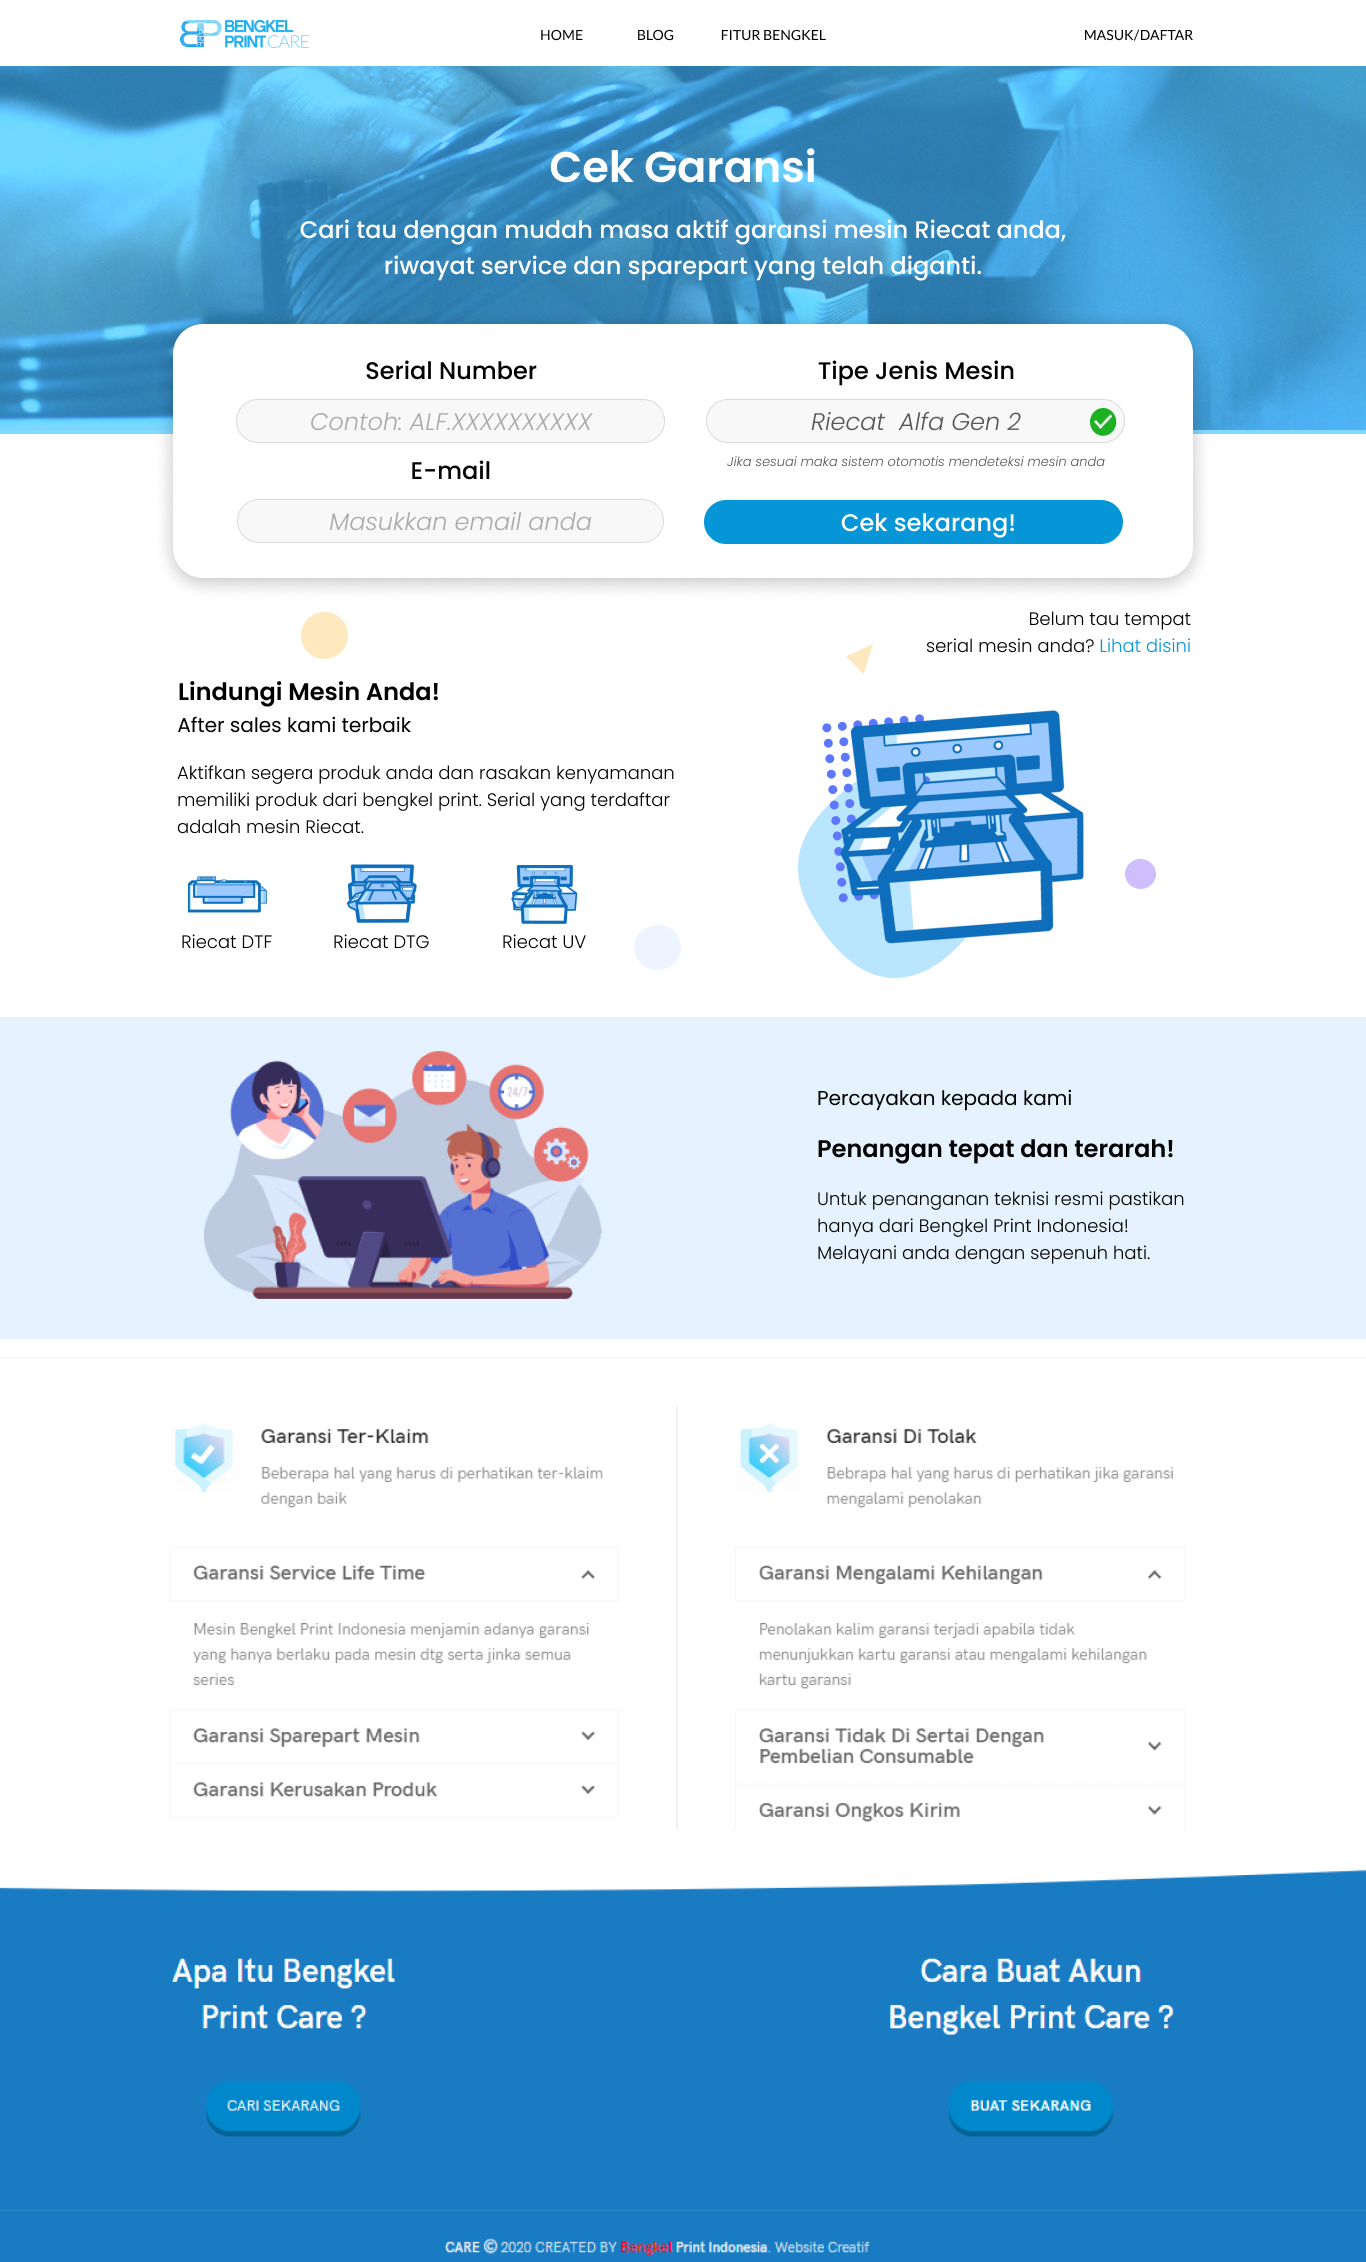 BENGKEL
PRINT CARE
HOME
BLOG
FITUR BENGKEL
MASUK/DAFTAR
Cek Garansi
Cari tau dengan mudah masa aktif garansi mesin Riecat anda,
riwayat service dan sparepart yang telah diganti.
Serial Number
Contoh: ALF.XXXXXXXXXX
E-mail
Masukkan email anda
Tipe Jenis Mesin
Riecat  Alfa Gen 2
Jika sesuai maka sistem otomotis mendeteksi mesin anda
Cek sekarang!
Belum tau tempat
serial mesin anda? Lihat disini
Lindungi Mesin Anda!
After sales kami terbaik
Aktifkan segera produk anda dan rasakan kenyamanan
memiliki produk dari bengkel print. Serial yang terdaftar
adalah mesin Riecat.
Riecat DTF
Riecat DTG
Riecat UV
24/7
Percayakan kepada kami
Penangan tepat dan terarah!
Untuk penanganan teknisi resmi pastikan
hanya dari Bengkel Print Indonesia!
Melayani anda dengan sepenuh hati.
Garansi Ter-Klaim
Beberapa hal yang harus di perhatikan ter-klaim
dengan baik
Garansi Service Life Time
Mesin Bengkel Print Indonesia menjamin adanya garansi
yang hanya berlaku pada mesin dtg serta jinka semua
series
Garansi Sparepart Mesin
Garansi Kerusakan Produk
Garansi Di Tolak
Bebrapa hal yang harus di perhatikan jika garansi
mengalami penolakan
Garansi Mengalami Kehilangan
Penolakan kalim garansi terjadi apabila tidak
menunjukkan kartu garansi atau mengalami kehilangan
kartu garansi
Garansi Tidak Di Sertai Dengan
Pembelian Consumable
Garansi Ongkos Kirim
Apa Itu Bengkel
Print Care ?
CARI SEKARANG
Cara Buat Akun
Bengkel Print Care ?
BUAT SEKARANG
CARE © 2020 CREATED BY Bengkel Print Indonesia. Website Creatif